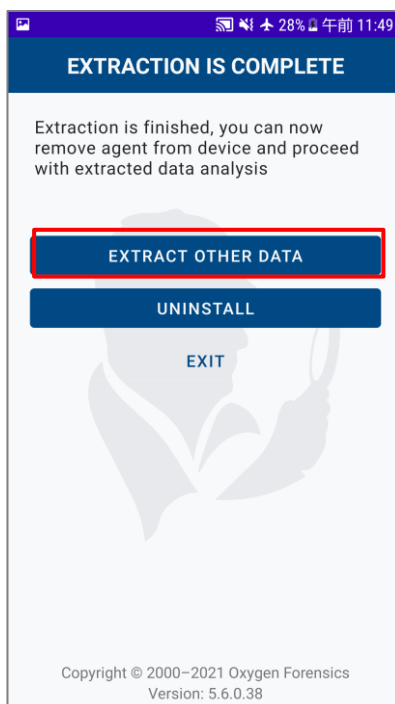 28% 午前 11:49
EXTRACTION IS COMPLETE
Extraction is finished, you can now
remove agent from device and proceed
with extracted data analysis
EXTRACT OTHER DATA
UNINSTALL
EXIT
Copyright © 2000–2021 Oxygen Forensics
Version: 5.6.0.38